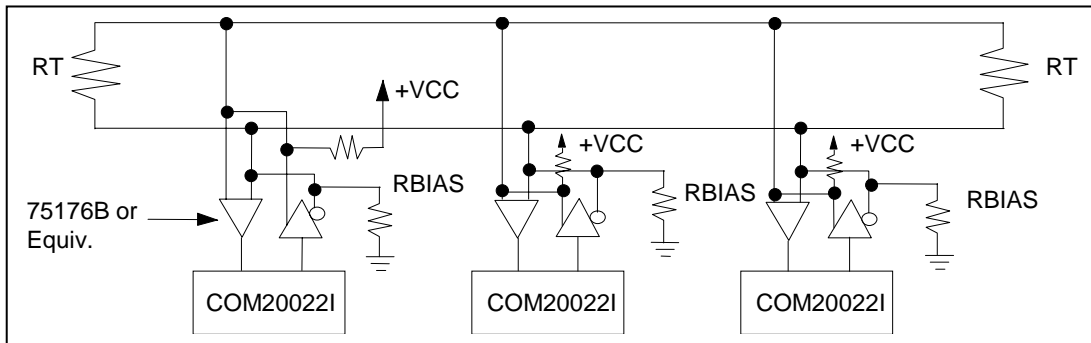 RT
RT
+VCC
+VCC
+VCC
RBIAS
RBIAS
RBIAS
75176B or
Equiv.
COM20022I
COM20022I
COM20022I